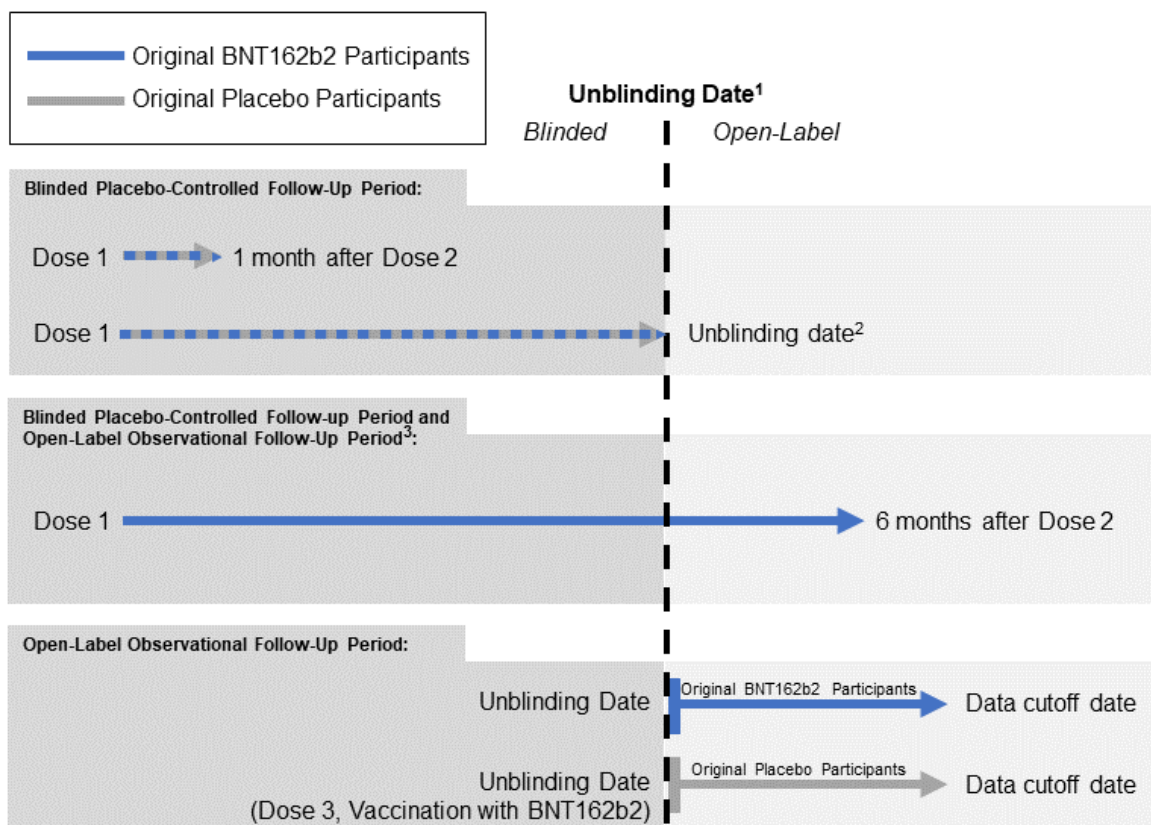 Original BNT162b2 Participants
Original Placebo Participants
Unblinding Date¹
Blinded
Open-Label
Blinded Placebo-Controlled Follow-Up Period:
Dose 1
1 month after Dose 2
Dose 1
Unblinding date²
Blinded Placebo-Controlled Follow-up Period and
Open-Label Observational Follow-Up Period³:
Dose 1
6 months after Dose 2
Open-Label Observational Follow-Up Period:
Unblinding Date
Original BNT162b2 Participants
Data cutoff date
Unblinding Date
(Dose 3, Vaccination with BNT162b2)
Original Placebo Participants
Data cutoff date